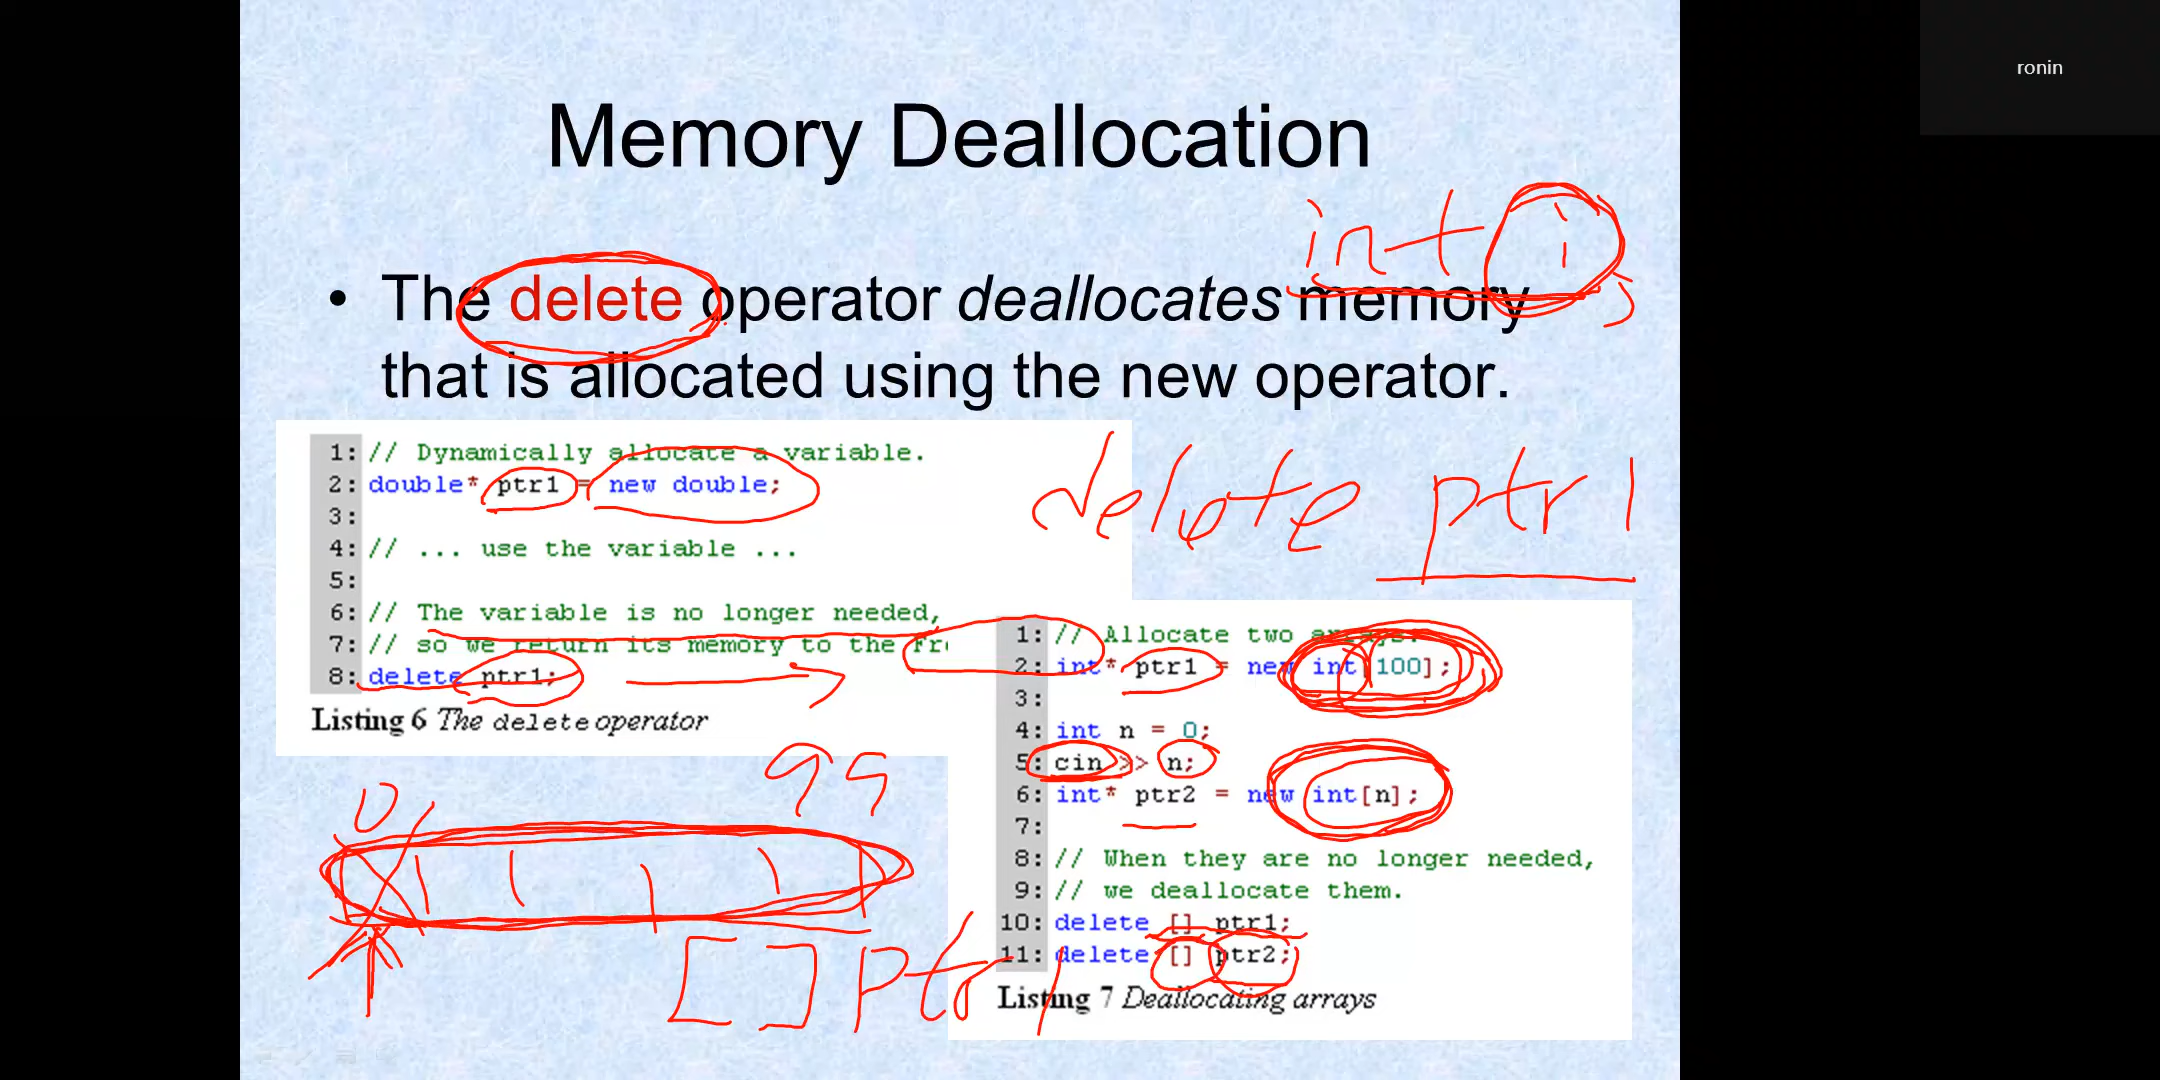 ronin
Memory Deallocation
int i;
• The delete operator deallocates memory
that is allocated using the new operator.
1: // Dynamically allocate a variable.
2: double* ptr1 = new double;
3:
4: // ... use the variable ...
5:
6: // The variable is no longer needed,
7: // so we return its memory to the
8: delete ptr1;
Listing 6 The delete operator
delete ptr1
1: // Allocate two arrays.
2: int* ptr1 = new int[100];
3:
4: int n = 0;
5: cin >> n;
6: int* ptr2 = new int[n];
7:
8: // When they are no longer needed,
9: // we deallocate them.
10: delete [] ptr1;
11: delete [] ptr2;
Listing 7 Deallocating arrays
0 99
[] ptr1